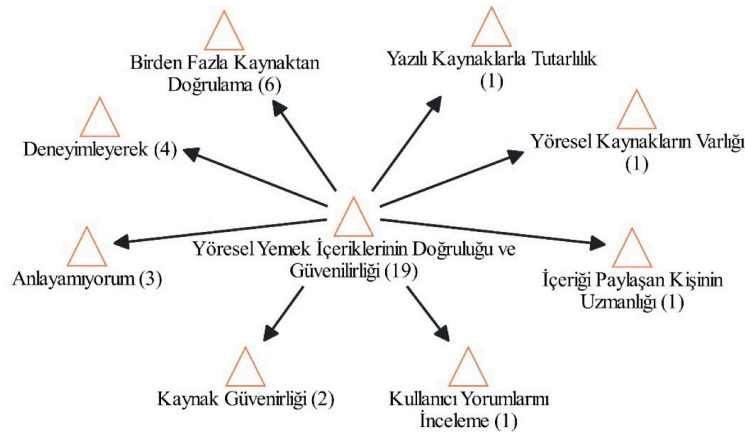 Birden Fazla Kaynaktan
Doğrulama (6)
Yazılı Kaynaklarla Tutarlılık
(1)
Deneyimleyerek (4)
Yöresel Kaynakların Varlığı
(1)
Yöresel Yemek İçeriklerinin Doğruluğu ve
Güvenilirliği (19)
Anlayamıyorum (3)
İçeriği Paylaşan Kişinin
Uzmanlığı (1)
Kaynak Güvenirliği (2)
Kullanıcı Yorumlarını
İnceleme (1)